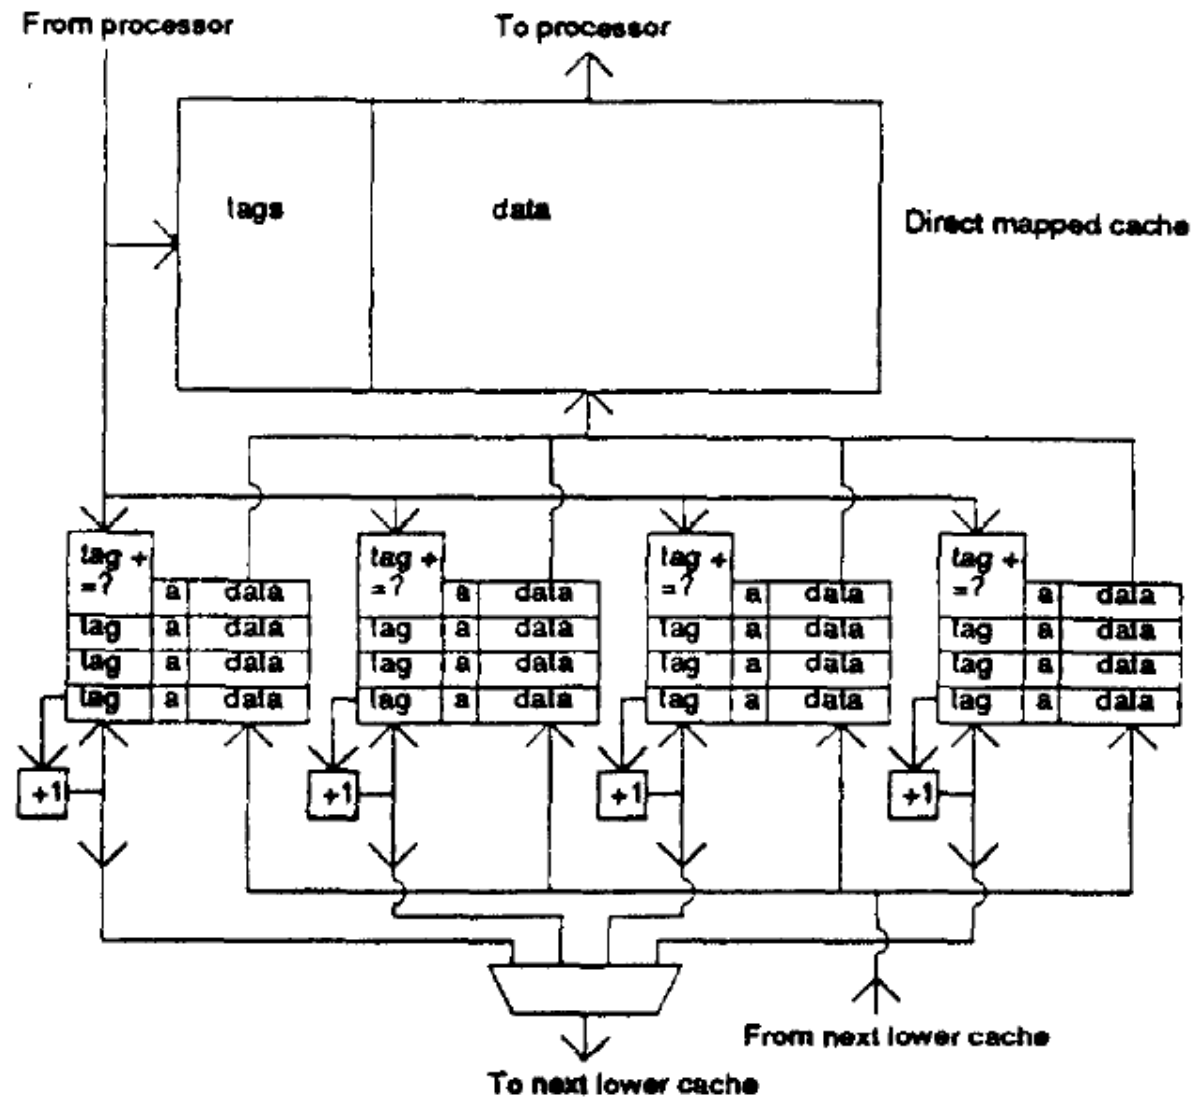 From processor
To processor
tags
data
Direct mapped cache
tag +
=?
a
data
tag
a
data
tag
a
data
tag
a
data
+1
tag +
=?
a
data
tag
a
data
tag
a
data
tag
a
data
+1
tag +
=?
a
data
tag
a
data
tag
a
data
tag
a
data
+1
tag +
=?
a
data
tag
a
data
tag
a
data
tag
a
data
+1
From next lower cache
To next lower cache